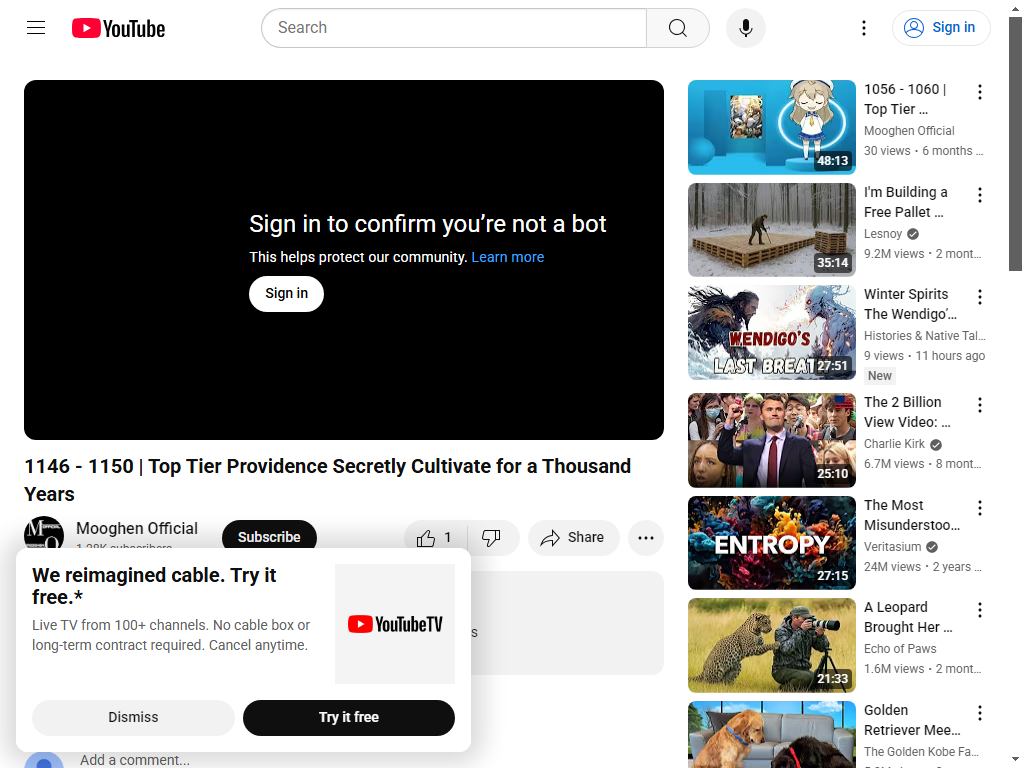 YouTube
Search
Sign in
Sign in to confirm you’re not a bot
This helps protect our community. Learn more
Sign in
1146 - 1150 | Top Tier Providence Secretly Cultivate for a Thousand
Years
Mooghen Official
Subscribe
1
Share
We reimagined cable. Try it
free.*
Live TV from 100+ channels. No cable box or
long-term contract required. Cancel anytime.
YouTubeTV
Dismiss
Try it free
Add a comment...
48:13
1056 - 1060 |
Top Tier ...
Mooghen Official
30 views • 6 months ...
35:14
I'm Building a
Free Pallet ...
Lesnoy
9.2M views • 2 mont...
WENDIGO'S
LAST BREAT
27:51
Winter Spirits
The Wendigo’...
Histories & Native Tal...
9 views • 11 hours ago
New
25:10
The 2 Billion
View Video: ...
Charlie Kirk
6.7M views • 8 mont...
ENTROPY
27:15
The Most
Misunderstoo...
Veritasium
24M views • 2 years ...
21:33
A Leopard
Brought Her ...
Echo of Paws
1.6M views • 2 mont...
Golden
Retriever Mee...
The Golden Kobe Fa...